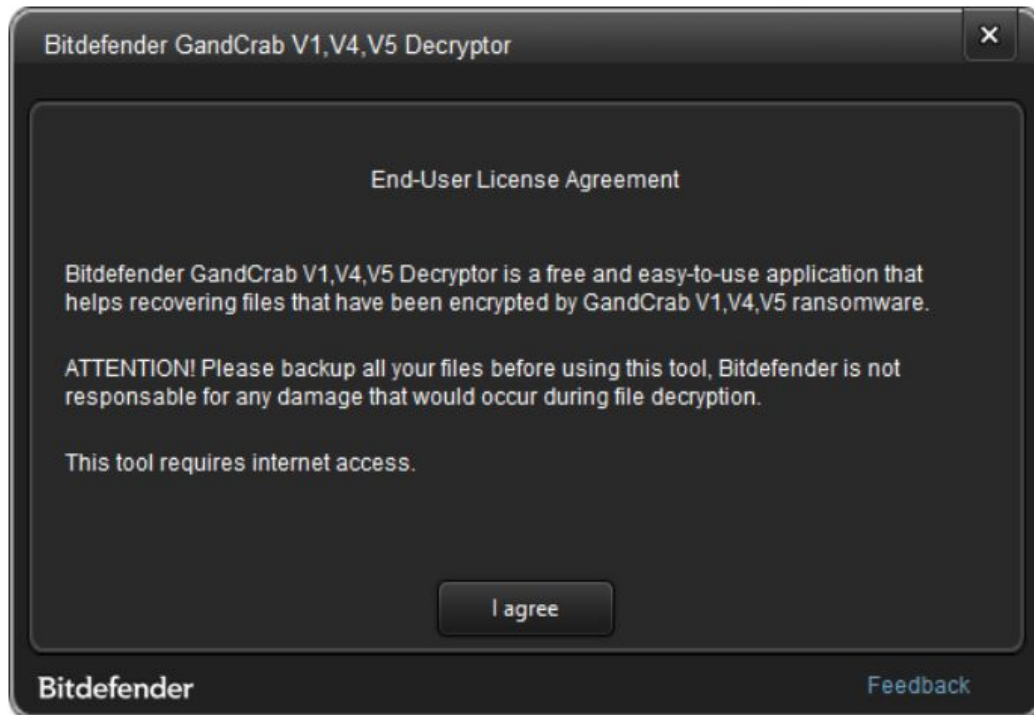 Bitdefender GandCrab V1,V4,V5 Decryptor
End-User License Agreement
Bitdefender GandCrab V1,V4,V5 Decryptor is a free and easy-to-use application that
helps recovering files that have been encrypted by GandCrab V1,V4,V5 ransomware.
ATTENTION! Please backup all your files before using this tool, Bitdefender is not
responsable for any damage that would occur during file decryption.
This tool requires internet access.
I agree
Bitdefender
Feedback